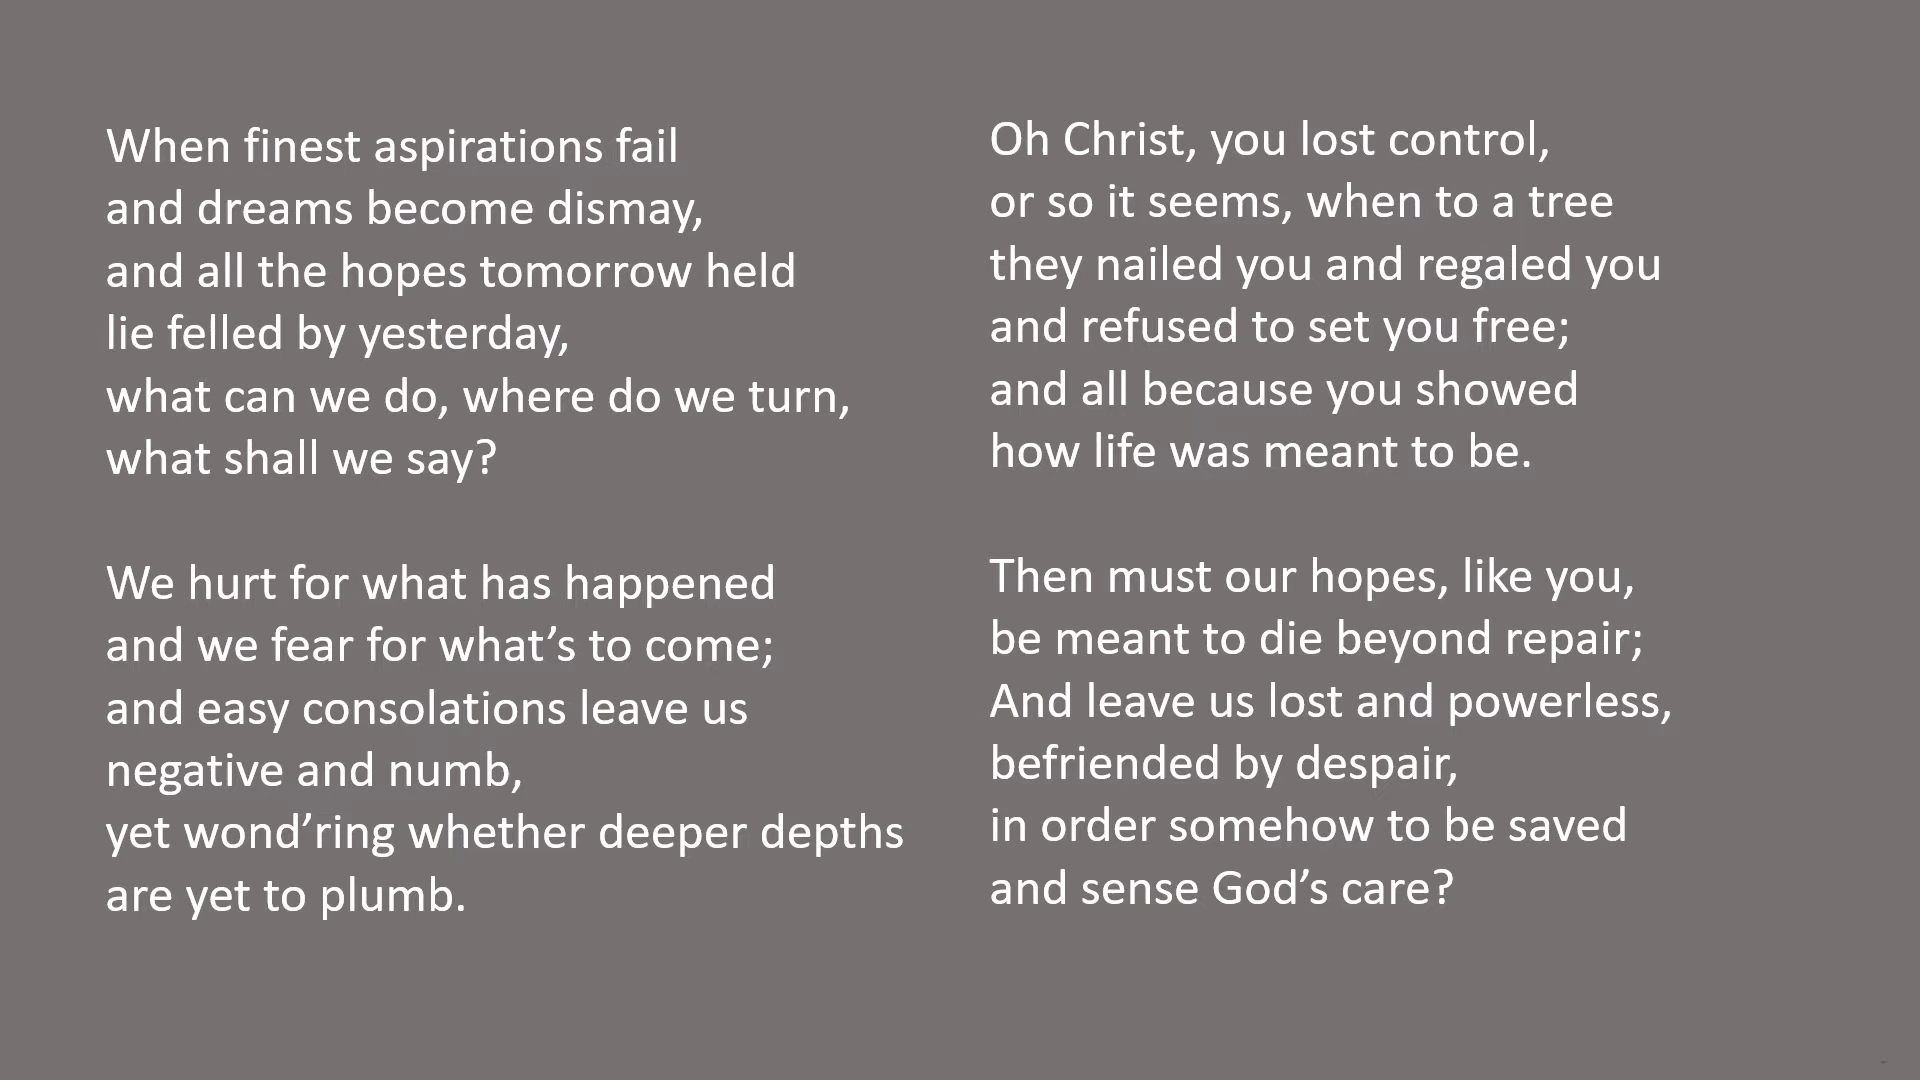 When finest aspirations fail
and dreams become dismay,
and all the hopes tomorrow held
lie felled by yesterday,
what can we do, where do we turn,
what shall we say?
We hurt for what has happened
and we fear for what’s to come;
and easy consolations leave us
negative and numb,
yet wond’ring whether deeper depths
are yet to plumb.
Oh Christ, you lost control,
or so it seems, when to a tree
they nailed you and regaled you
and refused to set you free;
and all because you showed
how life was meant to be.
Then must our hopes, like you,
be meant to die beyond repair;
And leave us lost and powerless,
befriended by despair,
in order somehow to be saved
and sense God’s care?